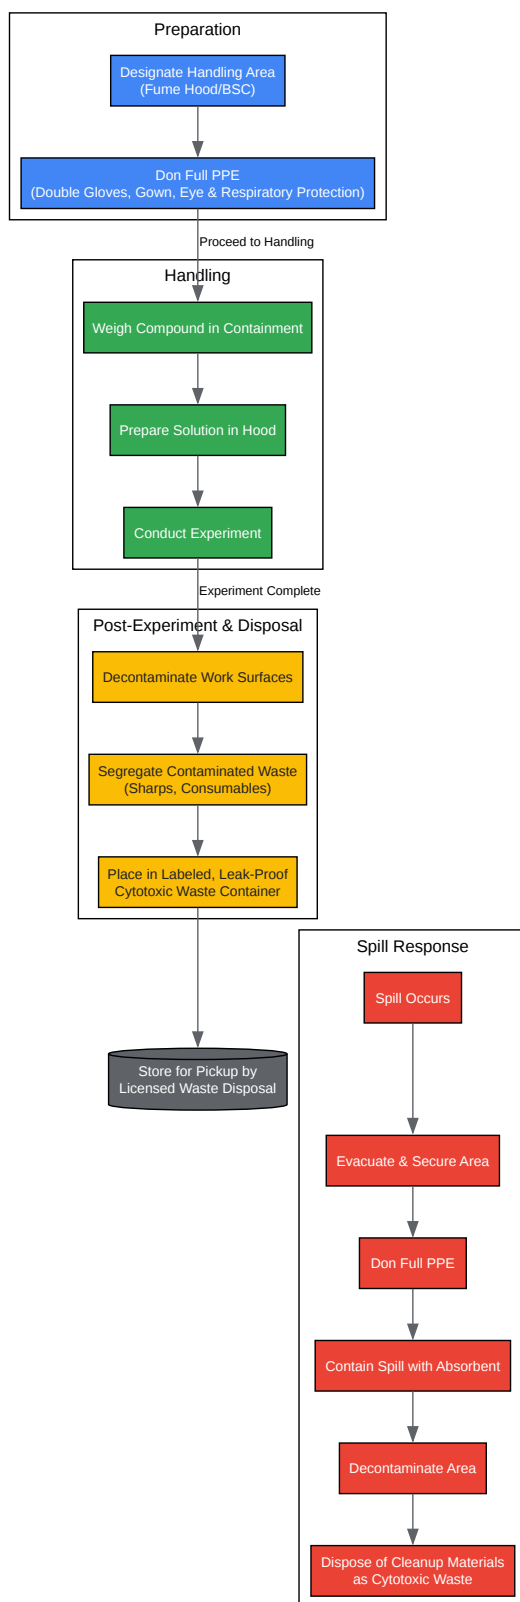 Preparation
Designate Handling Area
(Fume Hood/BSC)
Don Full PPE
(Double Gloves, Gown, Eye & Respiratory Protection)
Proceed to Handling
Handling
Weigh Compound in Containment
Prepare Solution in Hood
Conduct Experiment
Experiment Complete
Post-Experiment & Disposal
Decontaminate Work Surfaces
Segregate Contaminated Waste
(Sharps, Consumables)
Place in Labeled, Leak-Proof
Cytotoxic Waste Container
Store for Pickup by
Licensed Waste Disposal
Spill Response
Spill Occurs
Evacuate & Secure Area
Don Full PPE
Contain Spill with Absorbent
Decontaminate Area
Dispose of Cleanup Materials
as Cytotoxic Waste